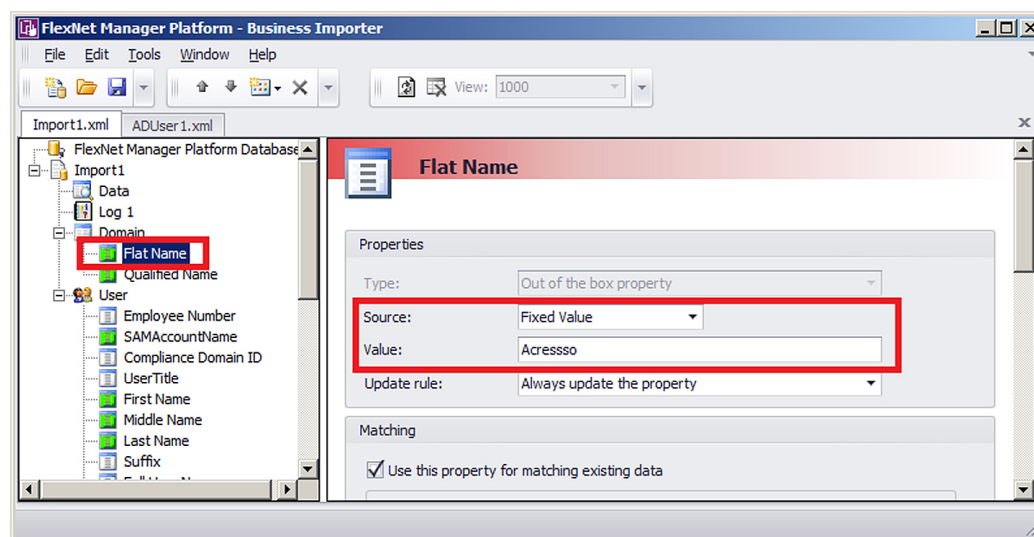 FlexNet Manager Platform - Business Importer
File Edit Tools Window Help
View: 1000
Import1.xml ADUser1.xml
FlexNet Manager Platform Database
Import1
Data
Log 1
Domain
Flat Name
Qualified Name
User
Employee Number
SAMAccountName
Compliance Domain ID
UserTitle
First Name
Middle Name
Last Name
Suffix
Flat Name
Properties
Type: Out of the box property
Source: Fixed Value
Value: Acressso
Update rule: Always update the property
Matching
Use this property for matching existing data